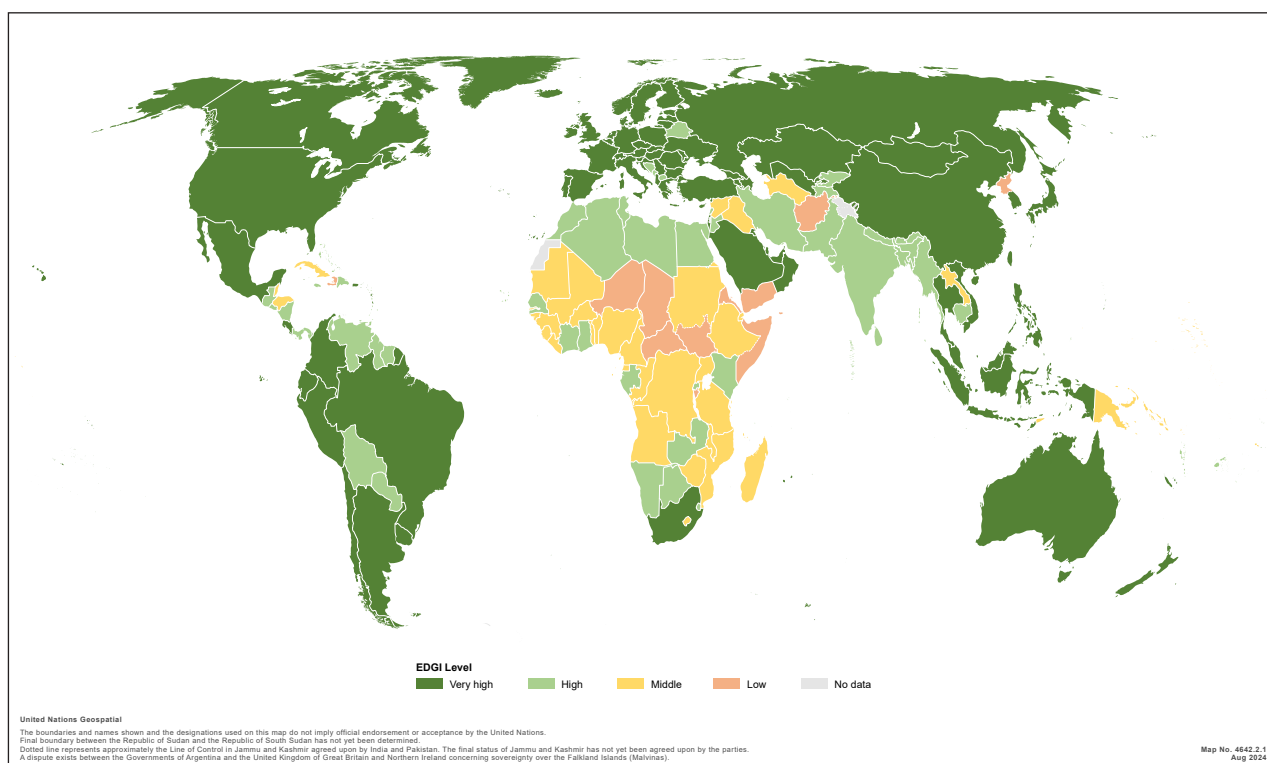 EDGI Level
Very high
High
Middle
Low
No data
United Nations Geospatial
The boundaries and names shown and the designations used on this map do not imply official endorsement or acceptance by the United Nations.
Final boundary between the Republic of Sudan and the Republic of South Sudan has not yet been determined.
Dotted line represents approximately the Line of Control in Jammu and Kashmir agreed upon by India and Pakistan. The final status of Jammu and Kashmir has not yet been agreed upon by the parties.
A dispute exists between the Governments of Argentina and the United Kingdom of Great Britain and Northern Ireland concerning sovereignty over the Falkland Islands (Malvinas).
Map No. 4642.2.1
Aug 2024